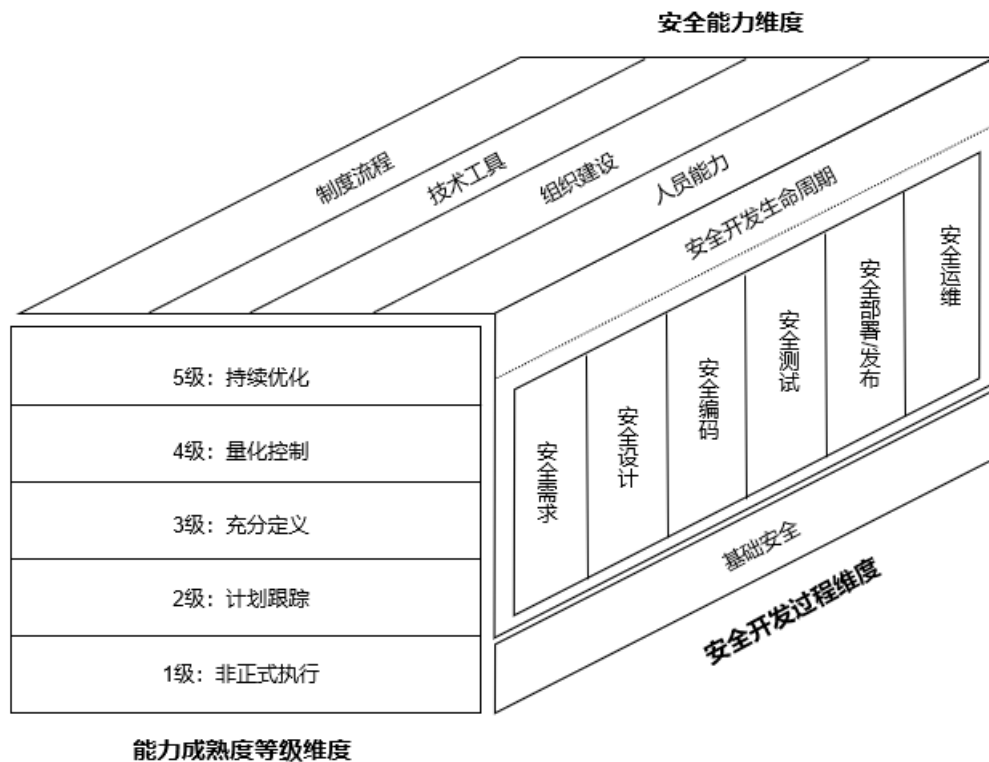 安全能力维度
制度流程
技术工具
组织建设
人员能力
安全开发生命周期
安全需求
安全设计
安全编码
安全测试
安全部署/发布
安全运维
基础安全
安全开发过程维度
5级：持续优化
4级：量化控制
3级：充分定义
2级：计划跟踪
1级：非正式执行
能力成熟度等级维度